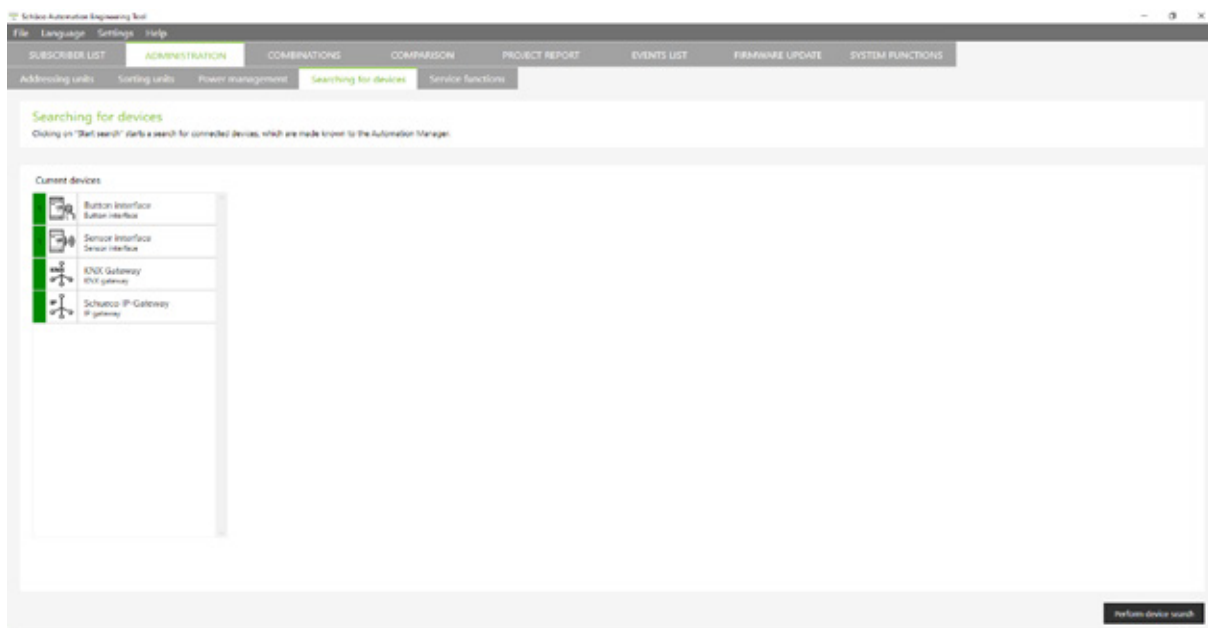 Schüco Automation Engineering Tool
File Language Settings Help
SUBSCRIBER LIST ADMINISTRATION COMBINATIONS COMPARISON PROJECT REPORT EVENTS LIST FIRMWARE UPDATE SYSTEM FUNCTIONS
Addressing units Sorting units Power management Searching for devices Service functions
Searching for devices
Clicking on "Start search" starts a search for connected devices, which are made known to the Automation Manager.
Current devices
Button interface
Button interface
Sensor interface
Sensor interface
KNX Gateway
KNX gateway
Schueco IP-Gateway
IP gateway
Perform device search